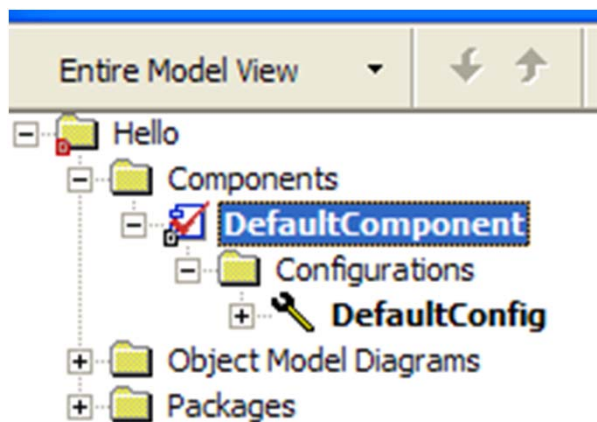 Entire Model View
Hello
Components
DefaultComponent
Configurations
DefaultConfig
Object Model Diagrams
Packages